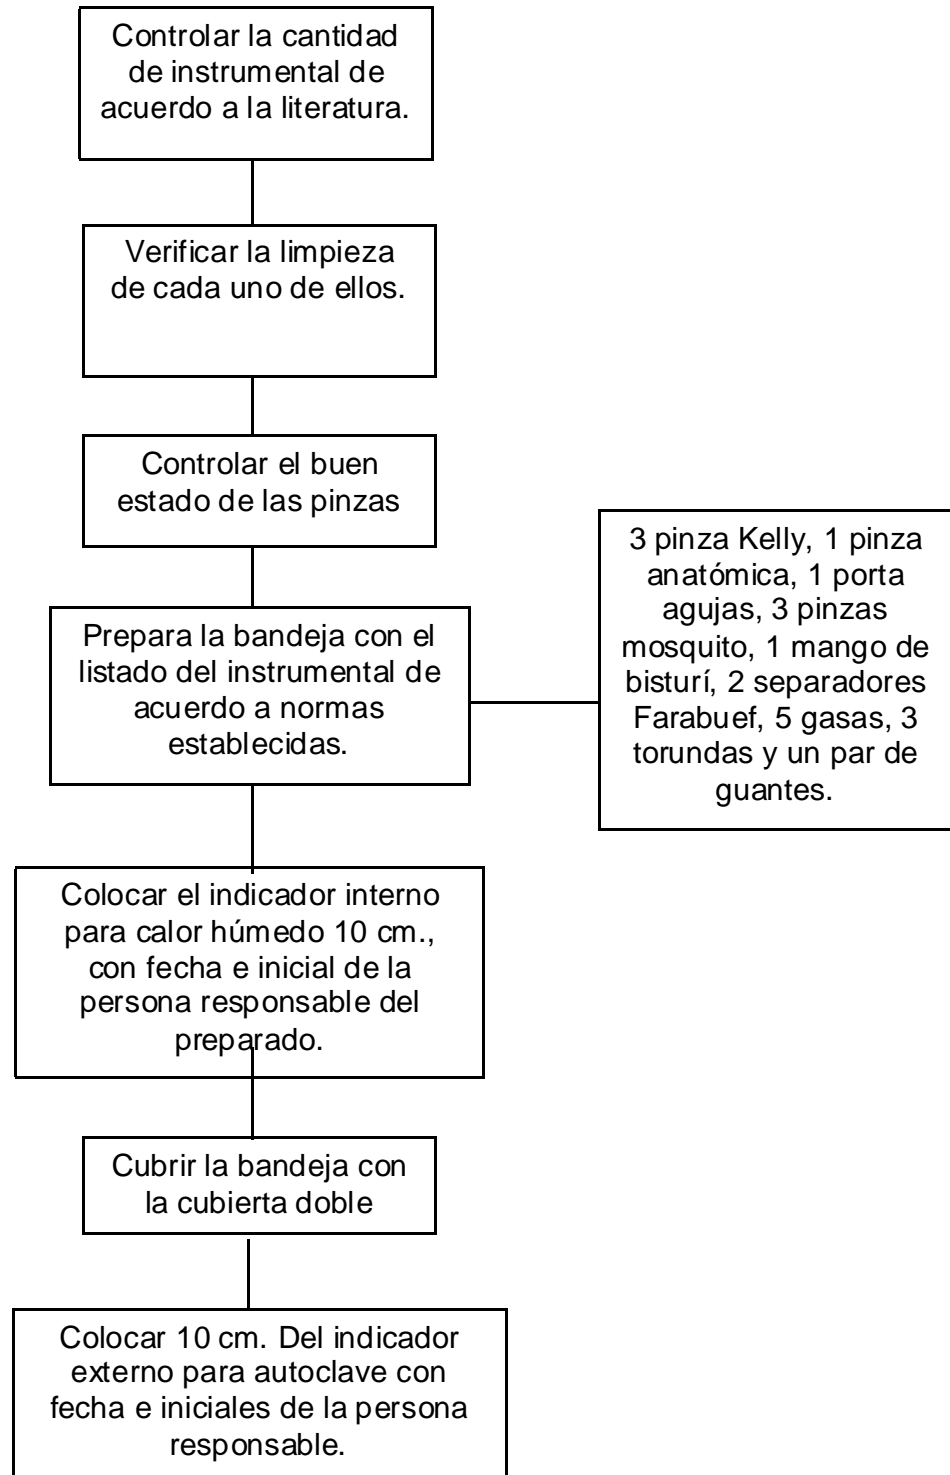 Controlar la cantidad
de instrumental de
acuerdo a la literatura.
Verificar la limpieza
de cada uno de ellos.
Controlar el buen
estado de las pinzas
3 pinza Kelly, 1 pinza
anatómica, 1 porta
agujas, 3 pinzas
mosquito, 1 mango de
bisturí, 2 separadores
Farabuef, 5 gasas, 3
torundas y un par de
guantes.
Prepara la bandeja con el
listado del instrumental de
acuerdo a normas
establecidas.
Colocar el indicador interno
para calor húmedo 10 cm.,
con fecha e inicial de la
persona responsable del
preparado.
Cubrir la bandeja con
la cubierta doble
Colocar 10 cm. Del indicador
externo para autoclave con
fecha e iniciales de la persona
responsable.